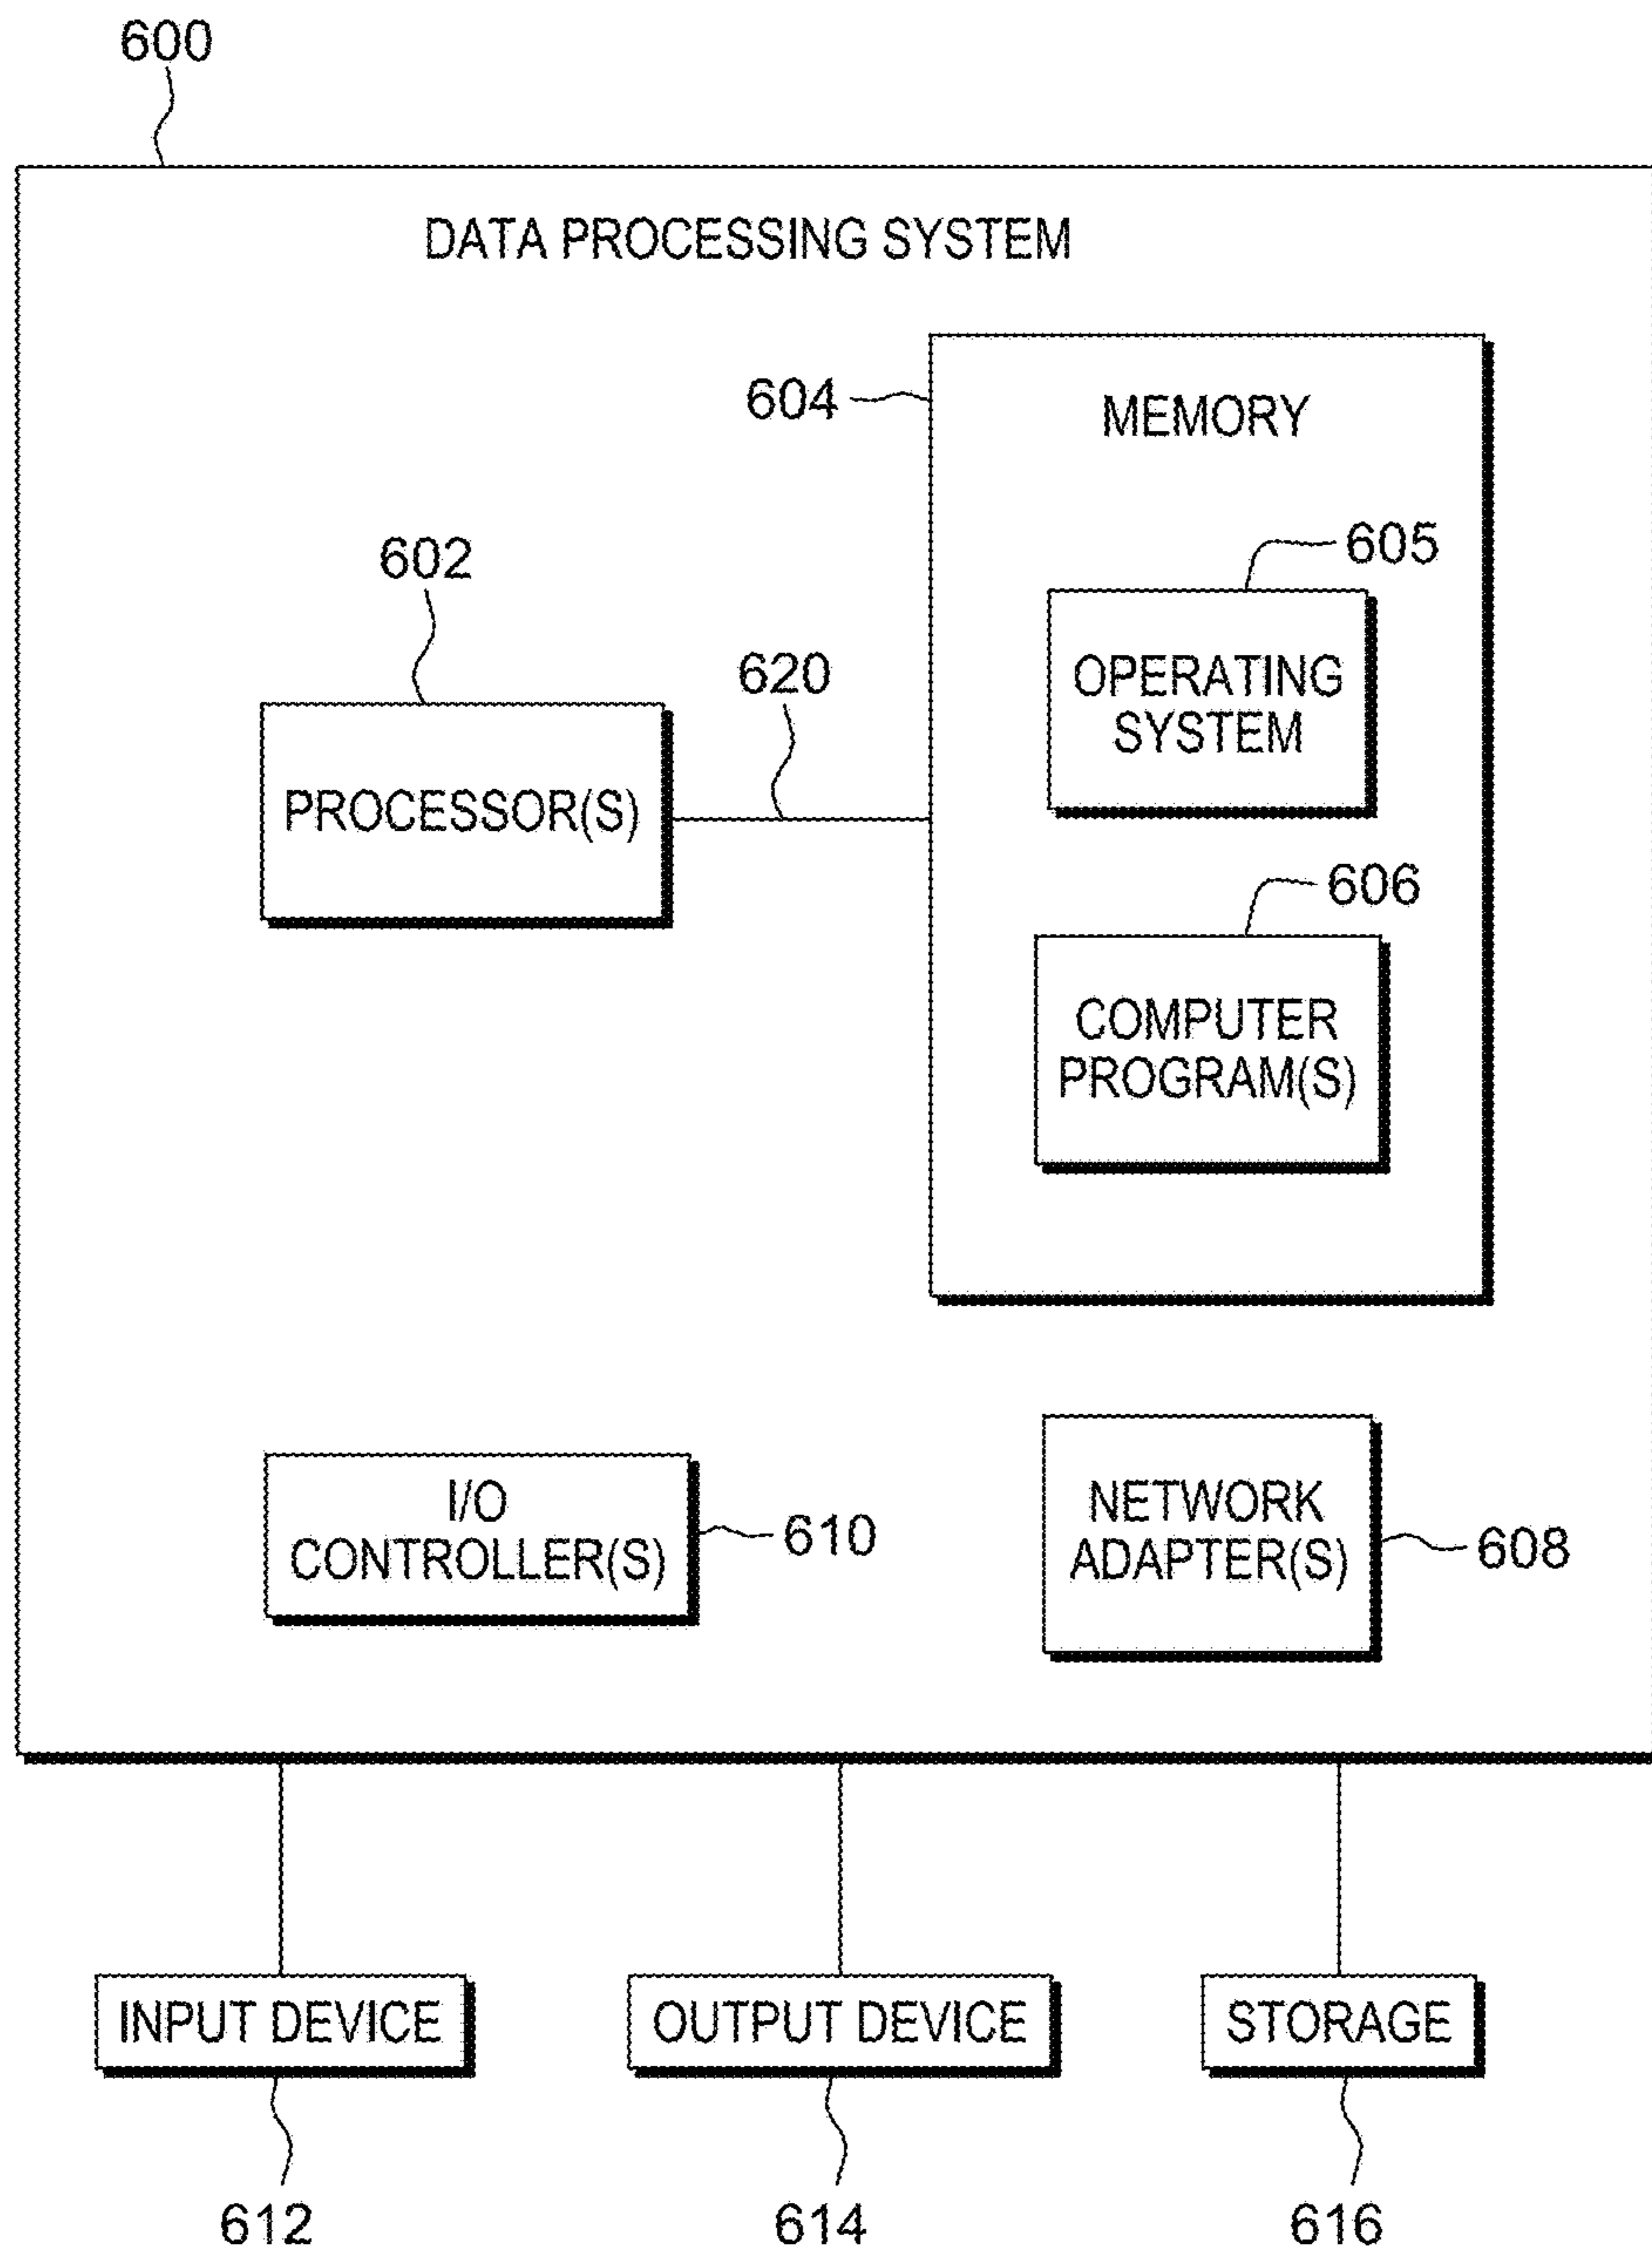 600
DATA PROCESSING SYSTEM
604
MEMORY
602
605
620
OPERATING
SYSTEM
PROCESSOR(S)
606
COMPUTER
PROGRAM(S)
I/O
CONTROLLER(S)
610
NETWORK
ADAPTER(S)
608
INPUT DEVICE
OUTPUT DEVICE
STORAGE
612
614
616